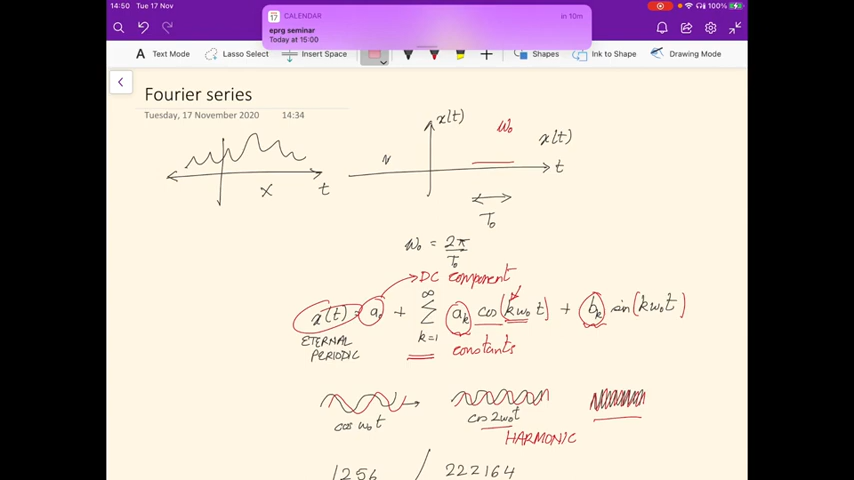 14:50 Tue 17 Nov
100%
17 CALENDAR in 10m
eprg seminar
Today at 15:00
A Text Mode Lasso Select Insert Space Shapes Ink to Shape Drawing Mode
Fourier series
Tuesday, 17 November 2020 14:34
x(t) ω₀ x(t)
t
x t
T₀
ω₀ = 2π/T₀
DC component
x(t) = a₀ + ∞ Σ k=1 aₖ cos(kω₀t) + bₖ sin(kω₀t)
ETERNAL
PERIODIC
constants
cos ω₀t cos 2ω₀t
HARMONIC
1256 / 222164